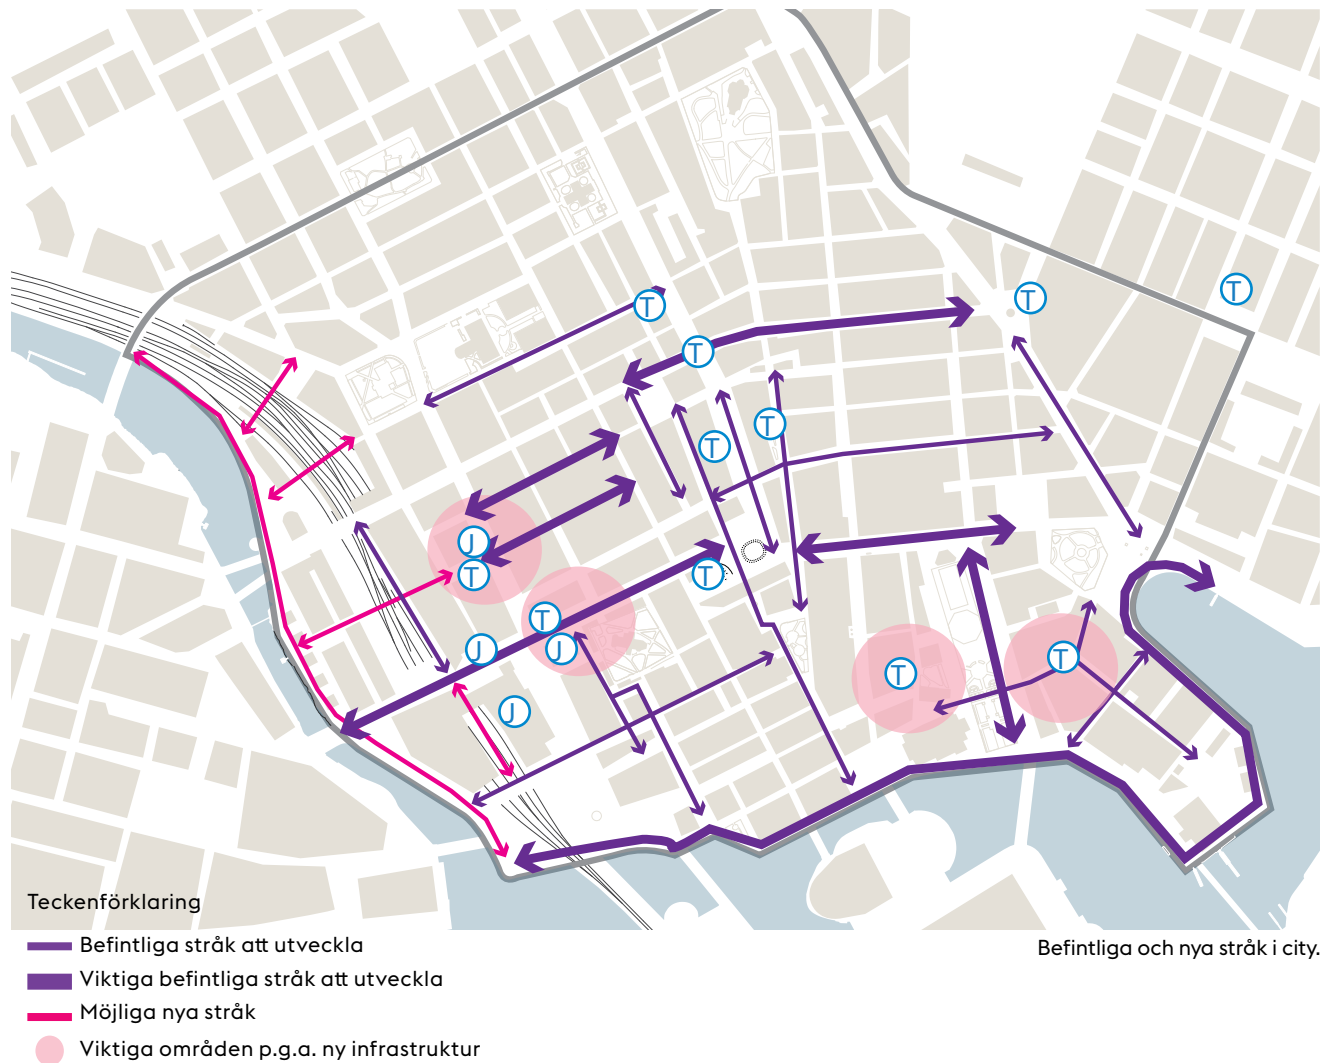 T
T
T
T
T
T
J
T
T
T
J
J
T
T
J
Teckenförklaring
Befintliga stråk att utveckla
Befintliga och nya stråk i city.
Viktiga befintliga stråk att utveckla
Möjliga nya stråk
Viktiga områden p.g.a. ny infrastruktur